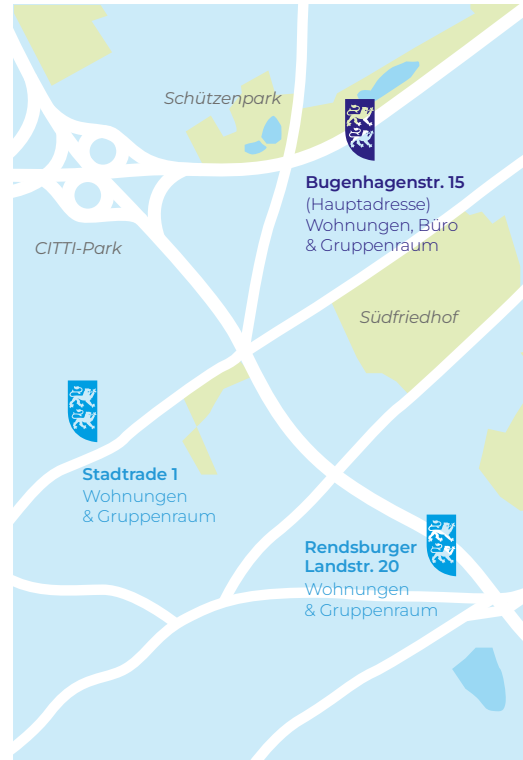 Schützenpark
Bugenhagenstr. 15
(Hauptadresse)
Wohnungen, Büro
& Gruppenraum
CITTI-Park
Südfriedhof
Stadtrade 1
Wohnungen
& Gruppenraum
Rendsburger
Landstr. 20
Wohnungen
& Gruppenraum